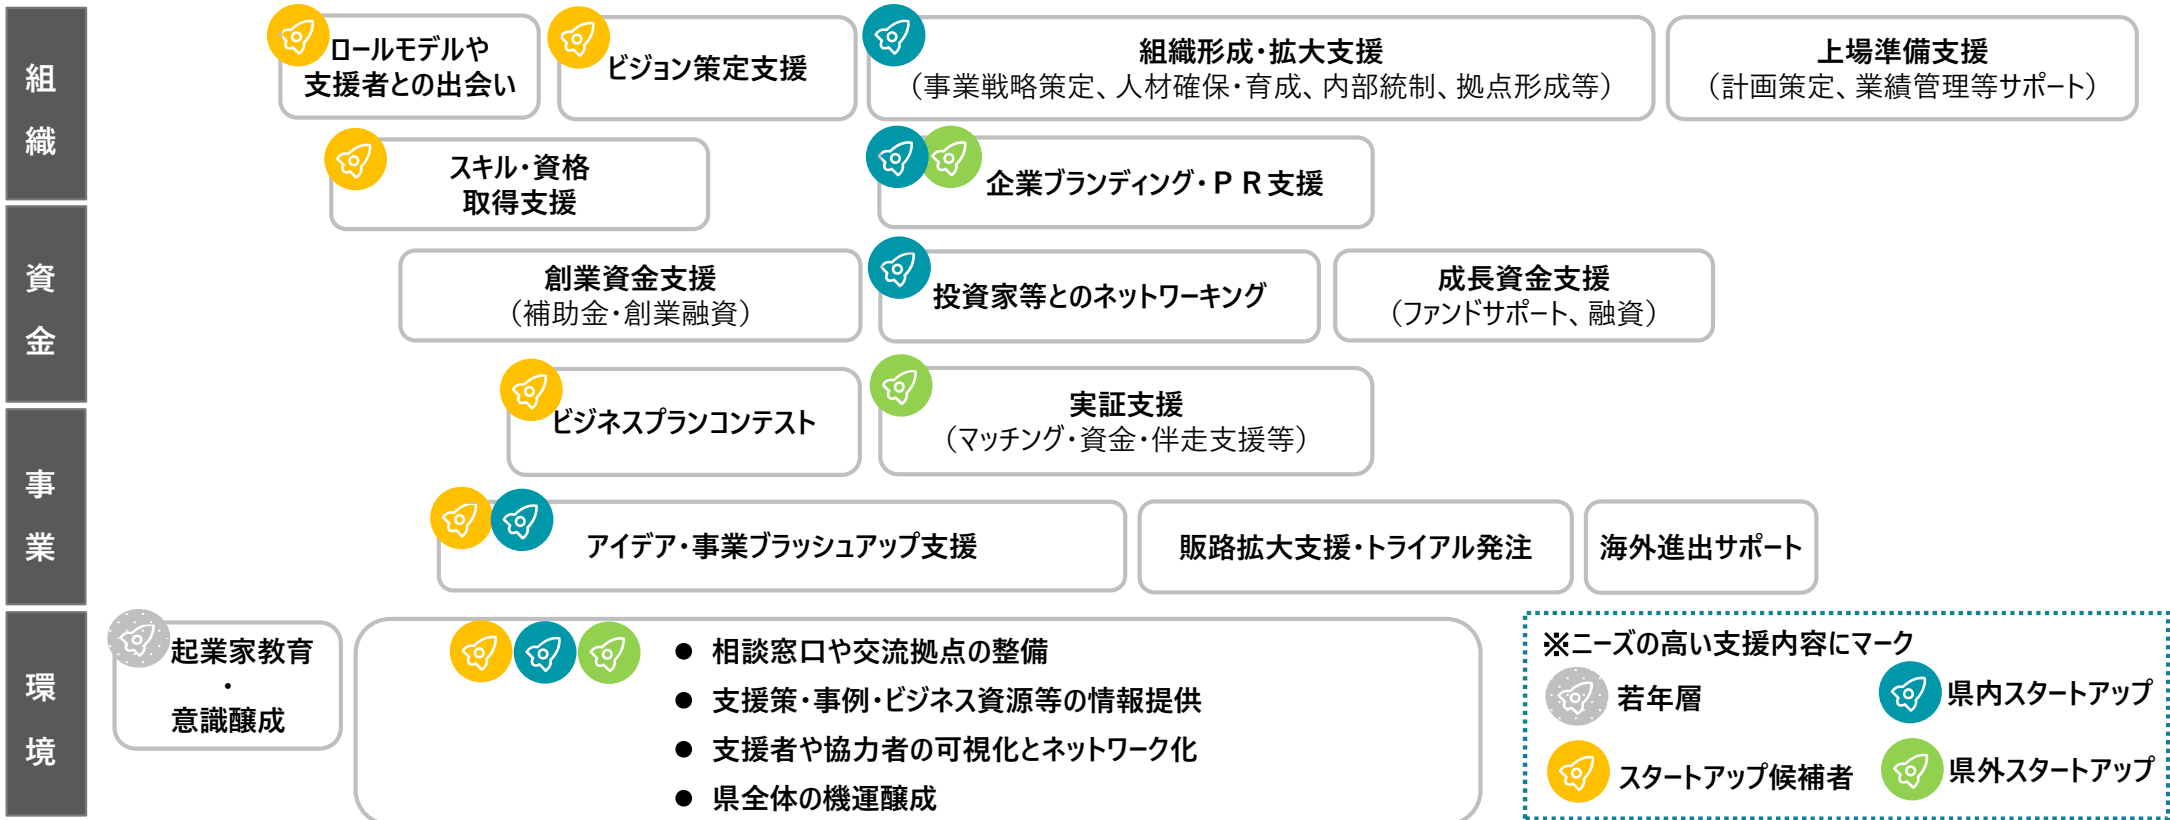 組織
ロールモデルや
支援者との出会い
ビジョン策定支援
組織形成・拡大支援
（事業戦略策定、人材確保・育成、内部統制、拠点形成等）
上場準備支援
（計画策定、業績管理等サポート）
スキル・資格
取得支援
企業ブランディング・ＰＲ支援
資金
創業資金支援
（補助金・創業融資）
投資家等とのネットワーキング
成長資金支援
（ファンドサポート、融資）
ビジネスプランコンテスト
実証支援
（マッチング・資金・伴走支援等）
事業
アイデア・事業ブラッシュアップ支援
販路拡大支援・トライアル発注
海外進出サポート
環境
起業家教育
・
意識醸成
● 相談窓口や交流拠点の整備
● 支援策・事例・ビジネス資源等の情報提供
● 支援者や協力者の可視化とネットワーク化
● 県全体の機運醸成
※ニーズの高い支援内容にマーク
若年層
県内スタートアップ
スタートアップ候補者
県外スタートアップ